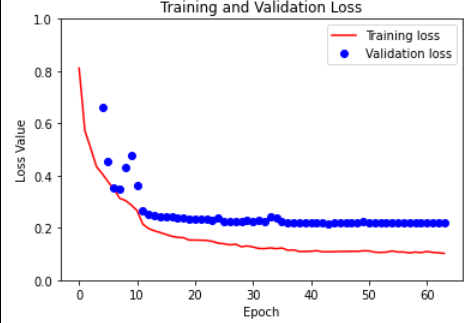 Training and Validation Loss
Training loss
Validation loss
Loss Value
1.0
0.8
0.6
0.4
0.2
0.0
0 10 20 30 40 50 60
Epoch